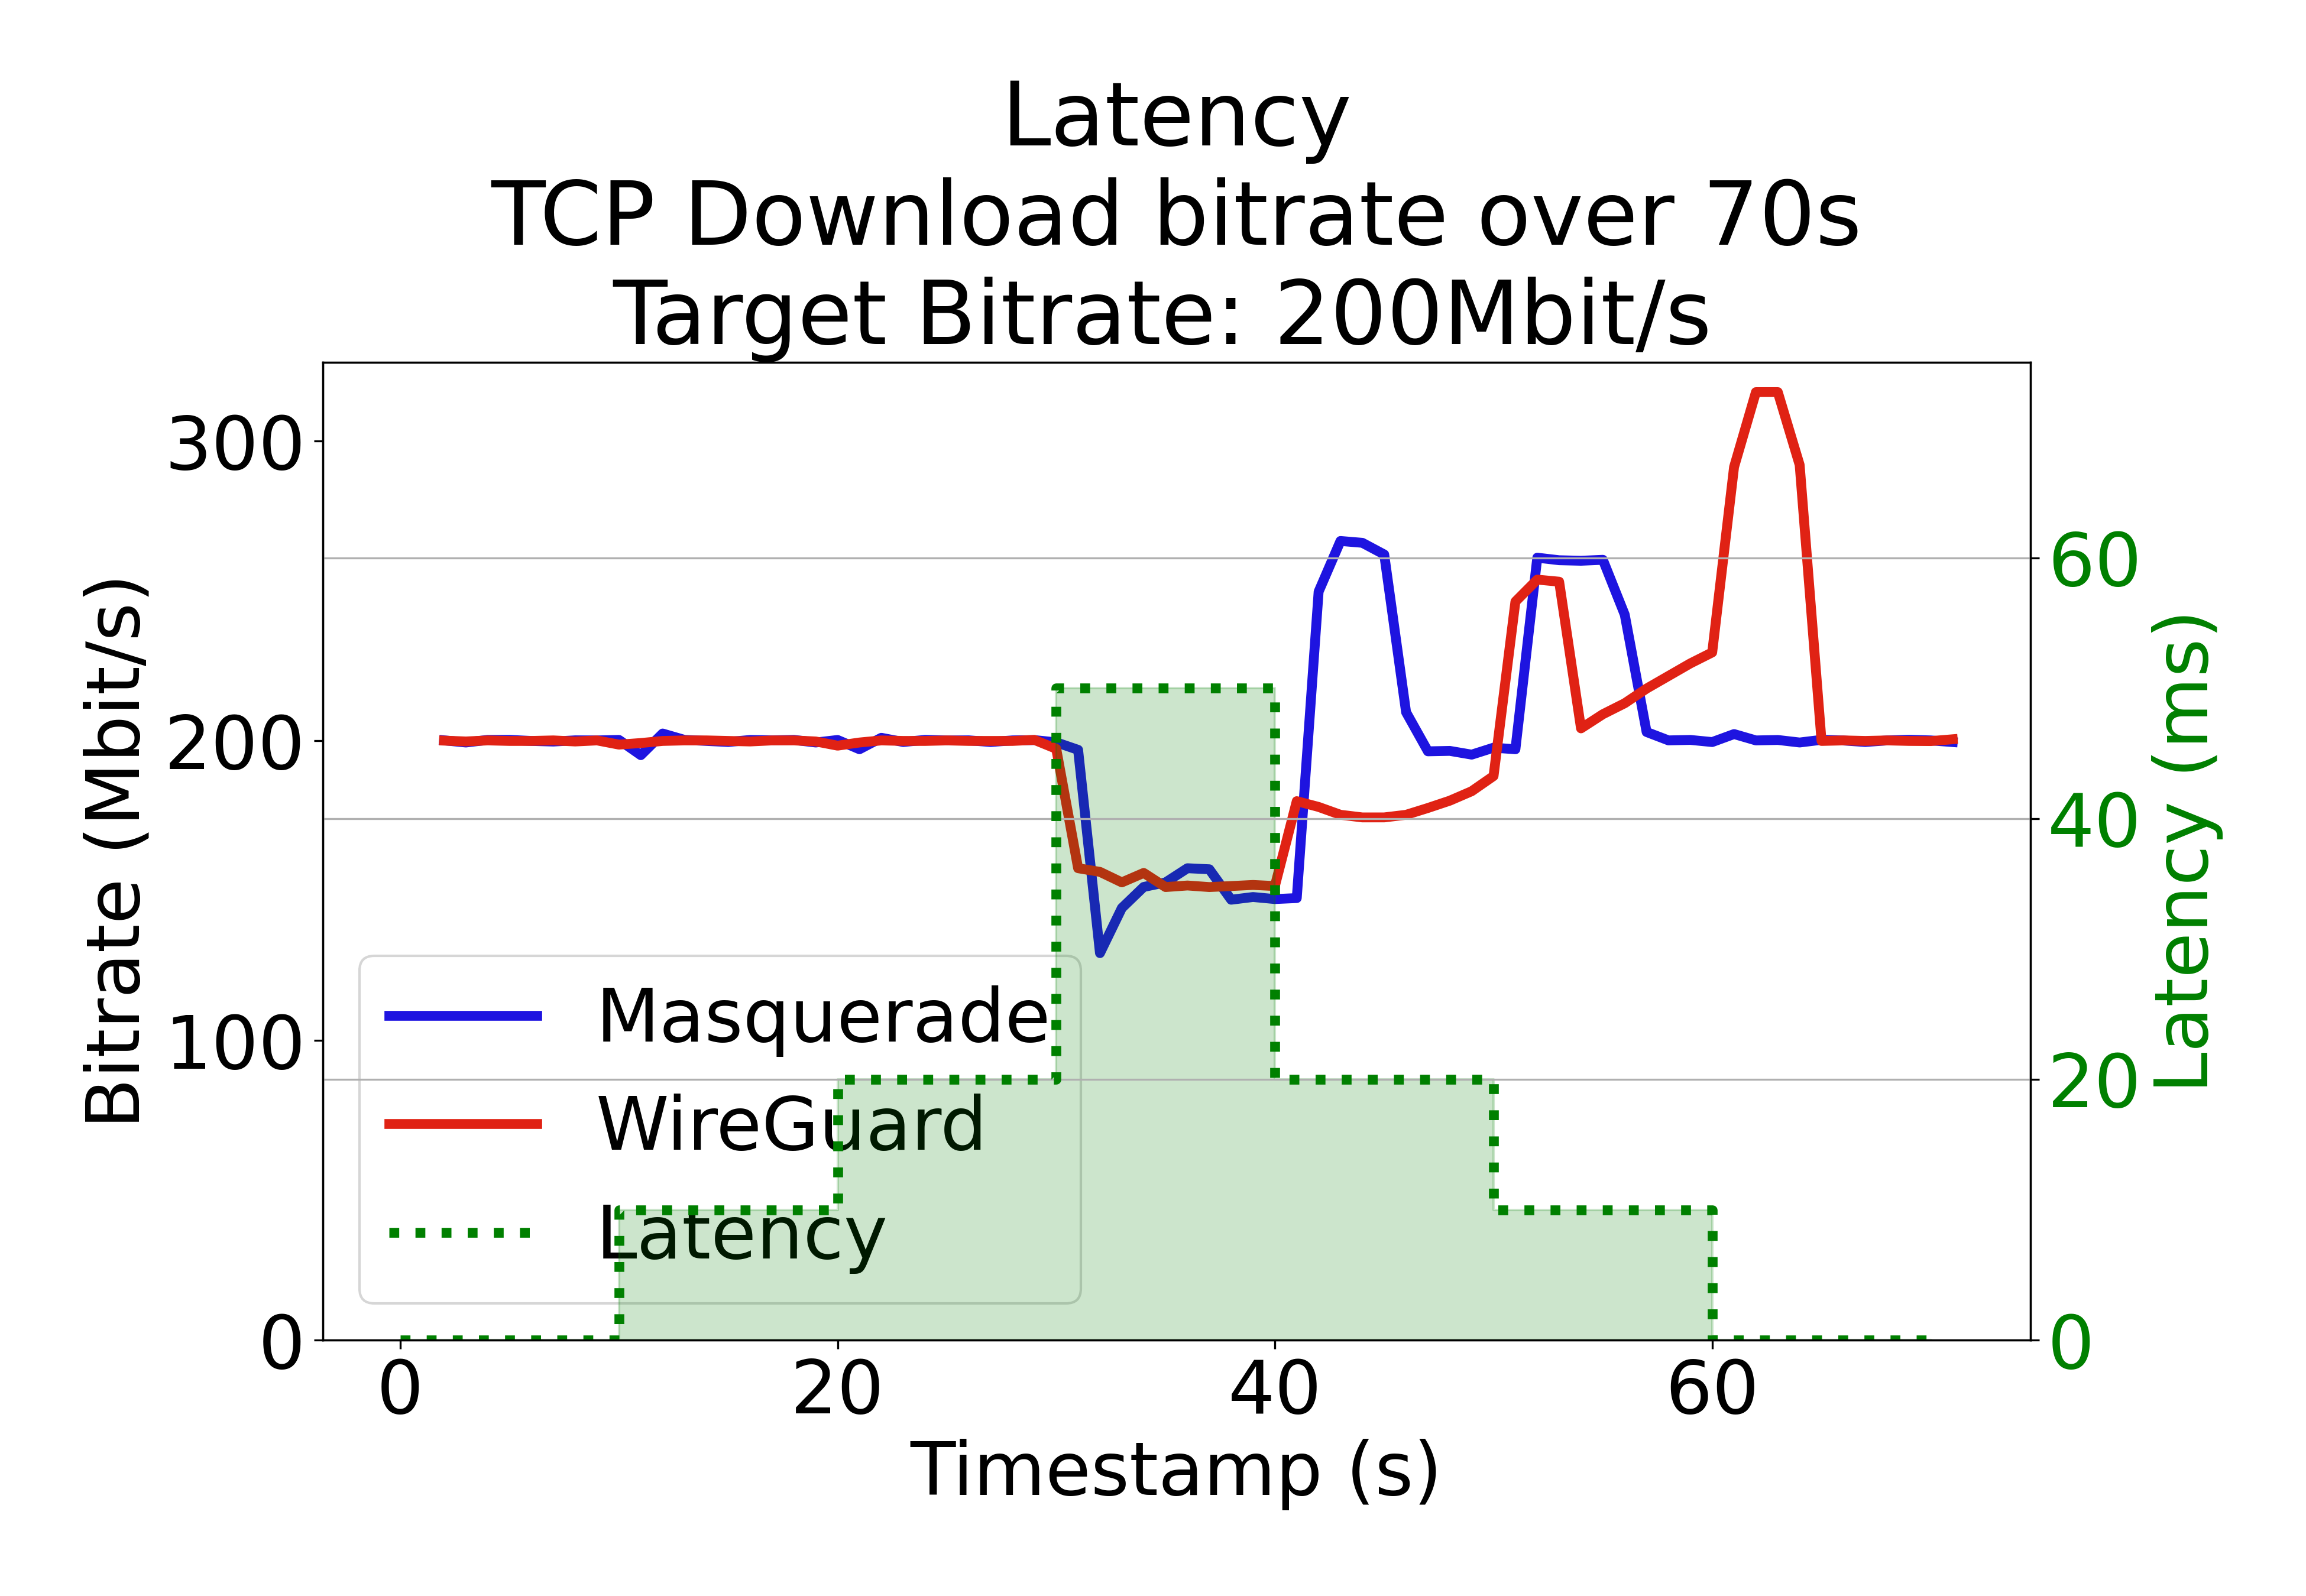 Latency
TCP Download bitrate over 70s
Target Bitrate: 200Mbit/s
300
200
100
0
Bitrate (Mbit/s)
60
40
20
0
Latency (ms)
Masquerade
WireGuard
Latency
0 20 40 60
Timestamp (s)